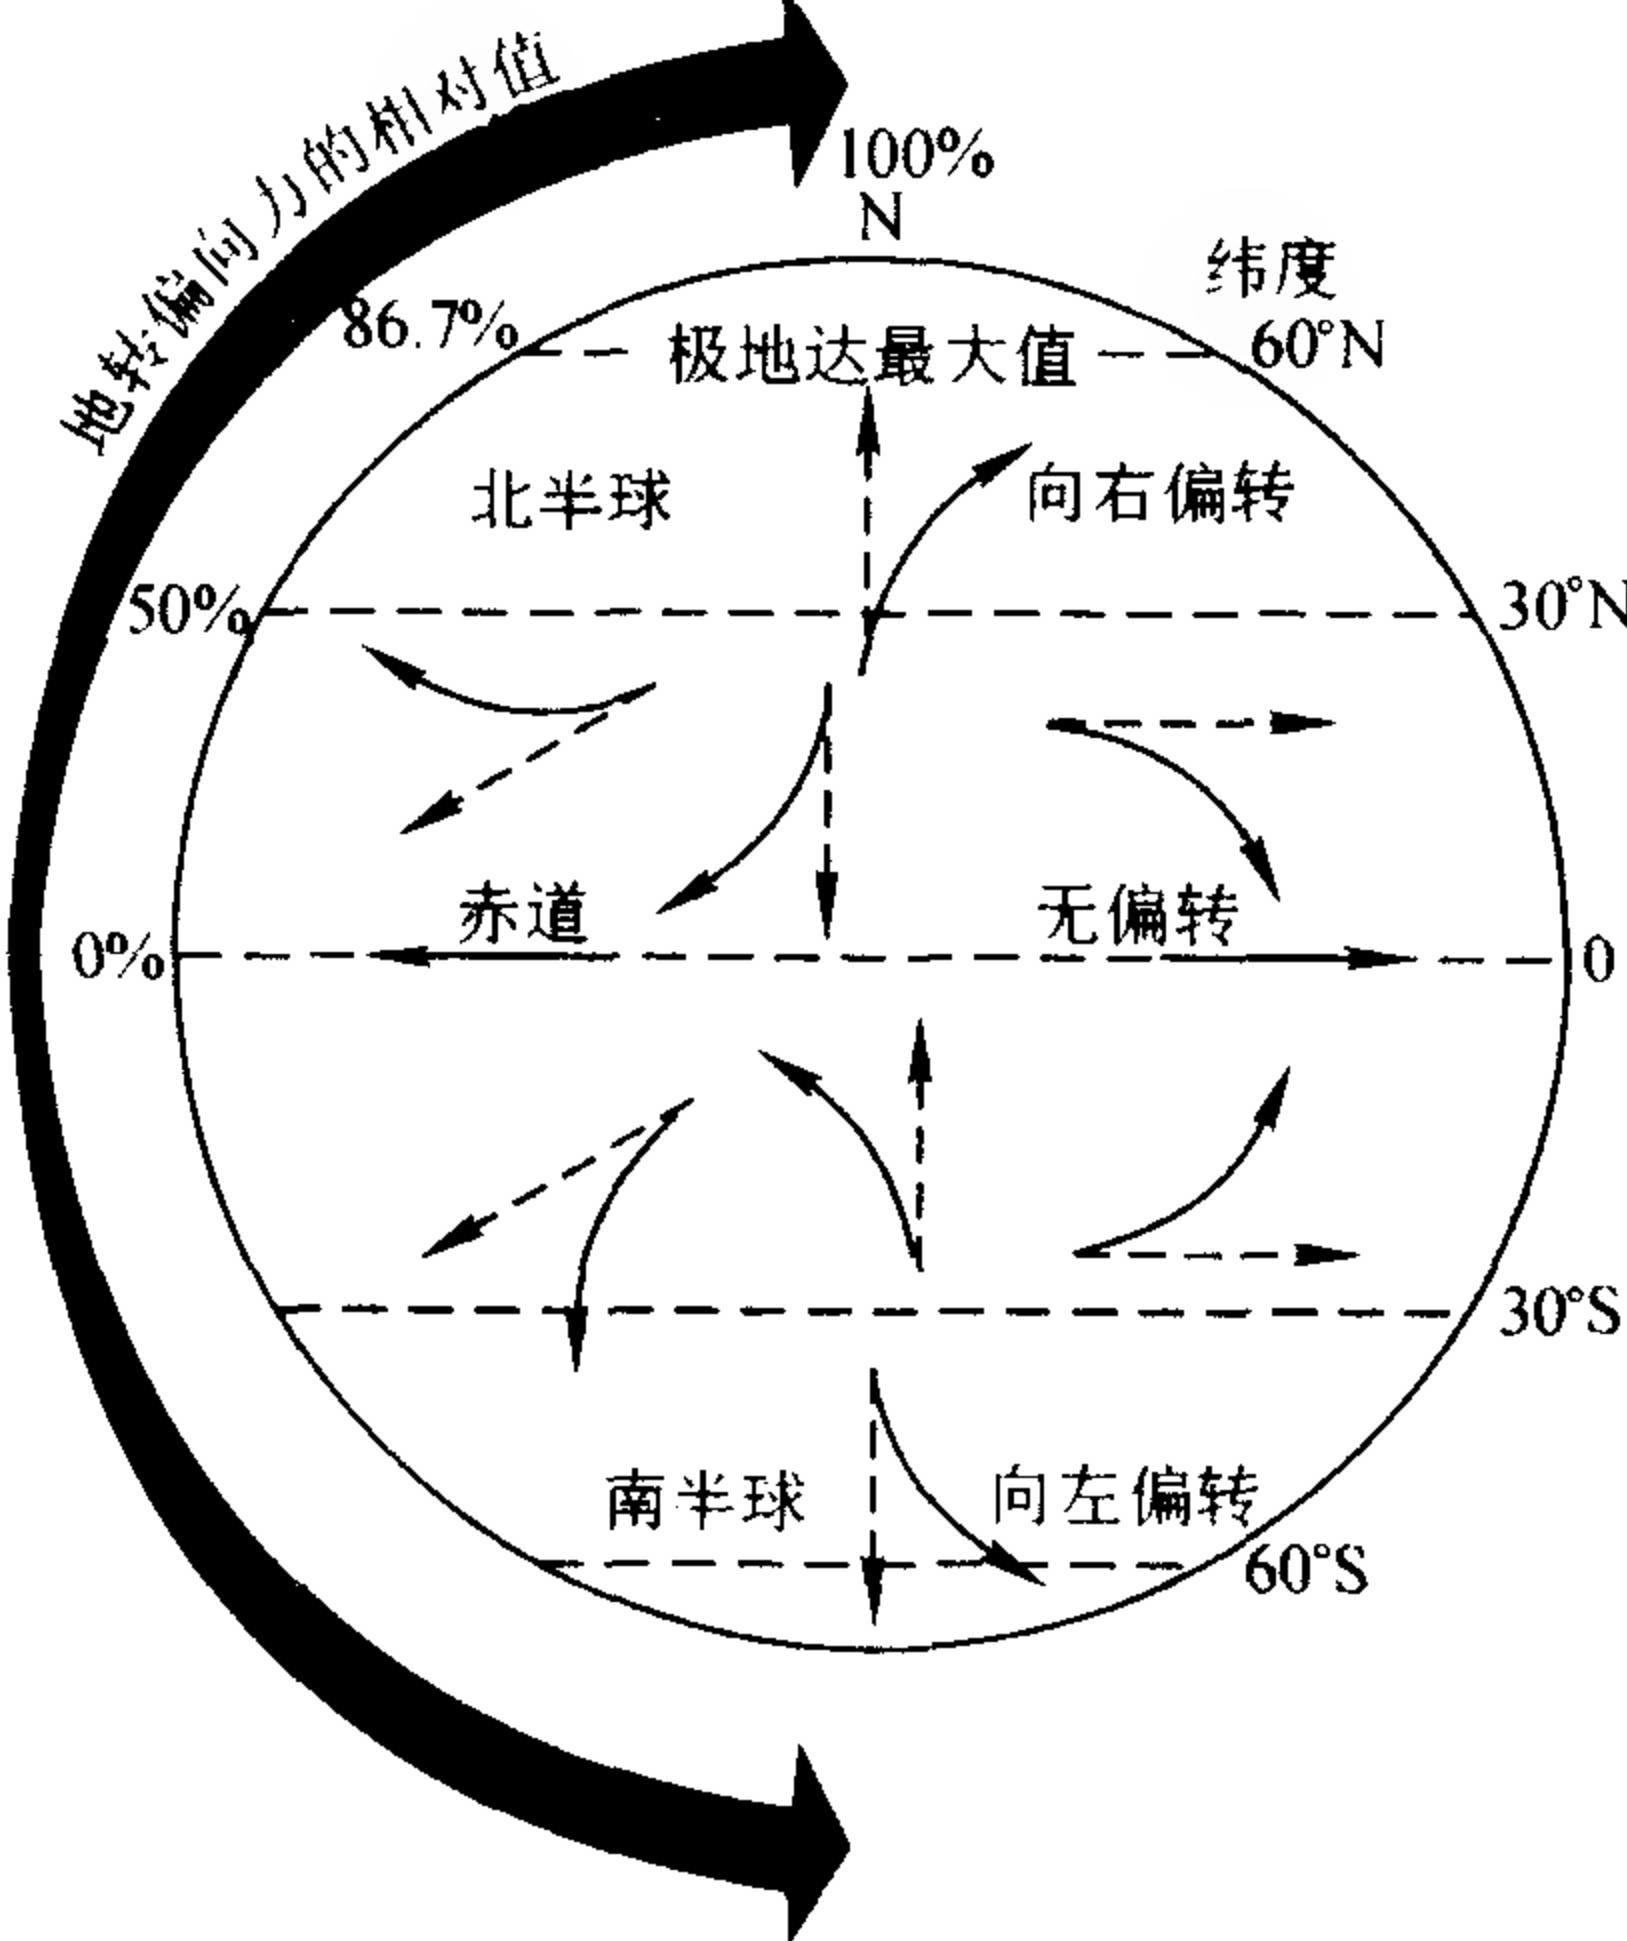 地转偏向力的相对值
100%
N
纬度
86.7%
极地达最大值
60°N
北半球
向右偏转
50%
30°N
赤道
无偏转
0%
0
30°S
南半球
向左偏转
60°S